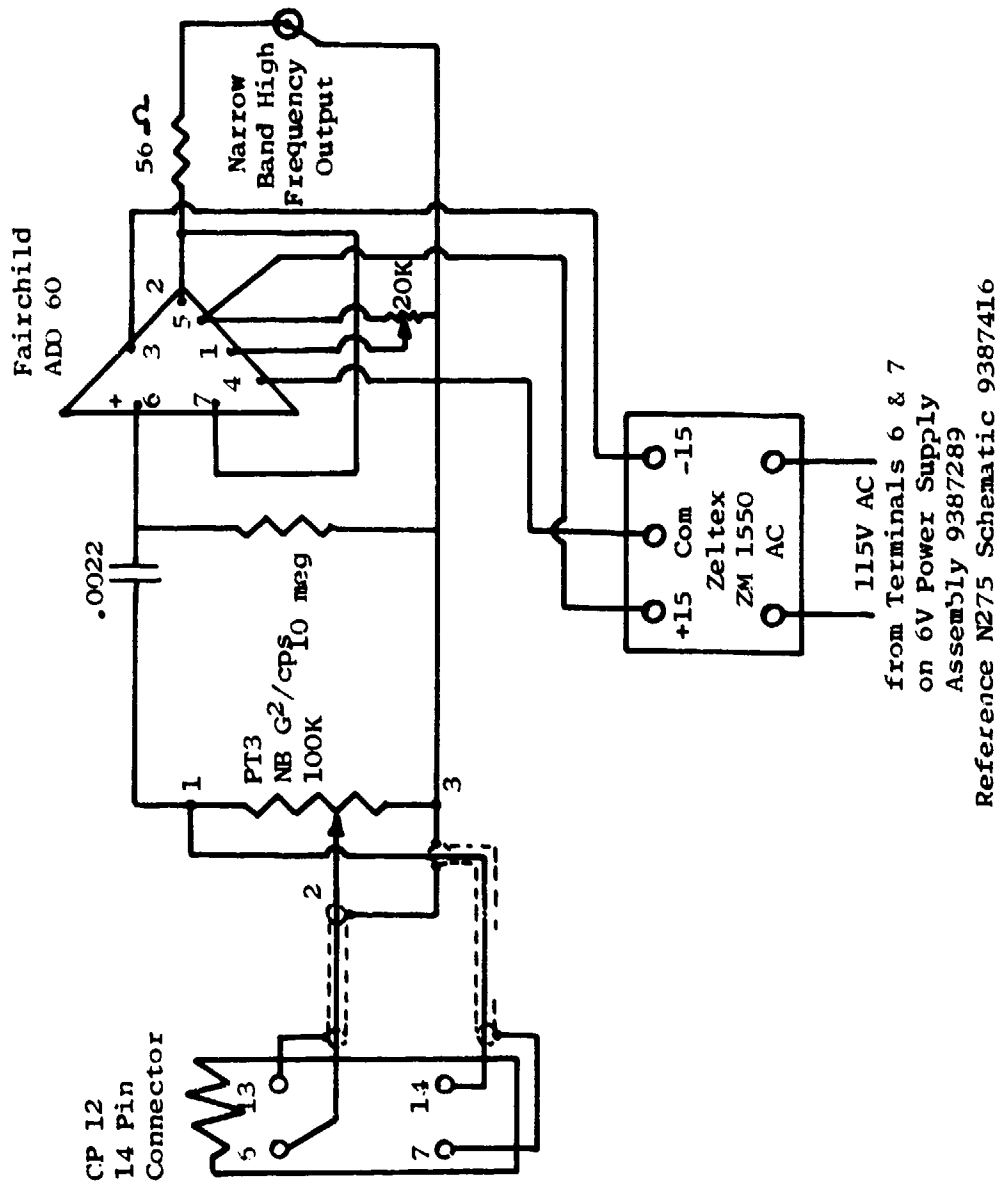 CP 12
14 Pin
Connector
6
13
7
14
2
1
3
PT3
NB G²/cps
100K
10 meg
.0022
Fairchild
ADO 60
+
6
7
3
4
1
5
2
20K
56 Ω
Narrow
Band High
Frequency
Output
+15 Com -15
Zeltex
ZM 1550
AC
115V AC
from Terminals 6 & 7
on 6V Power Supply
Assembly 9387289
Reference N275 Schematic 9387416